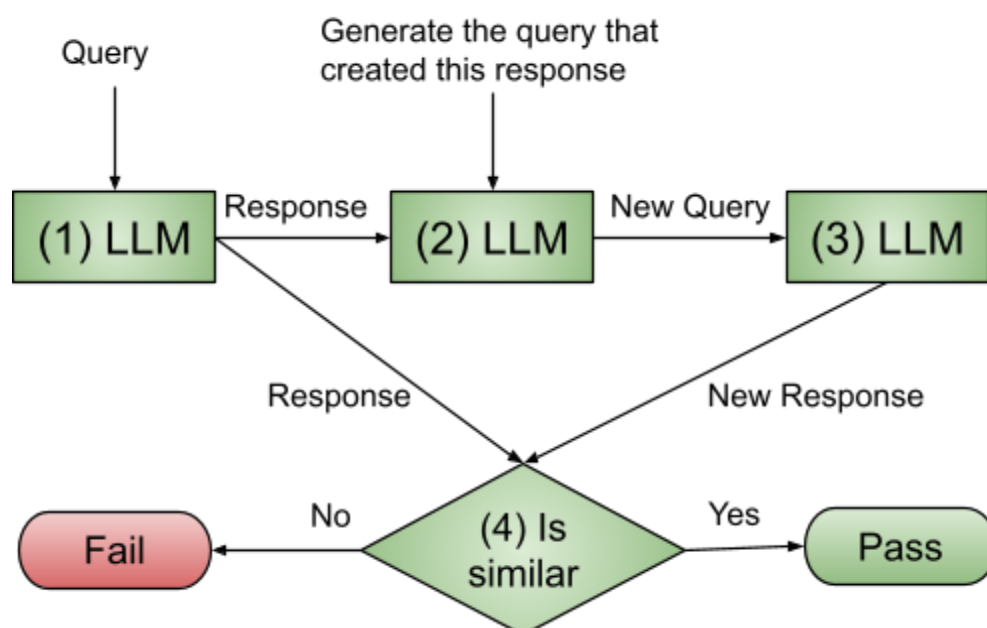 Query
Generate the query that
created this response
(1) LLM
Response
(2) LLM
New Query
(3) LLM
Response
New Response
No
(4) Is
similar
Yes
Fail
Pass